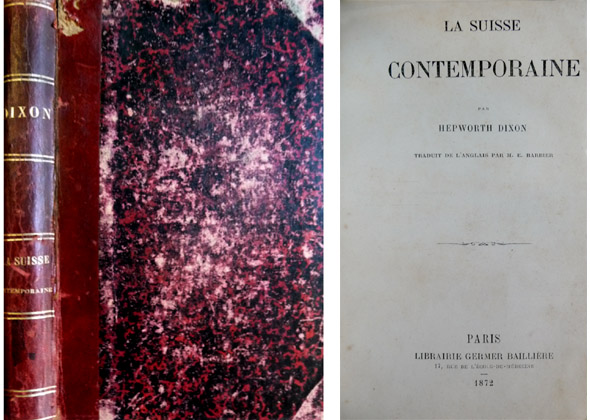 DIXON
LA SUISSE
CONTEMPORAINE
LA SUISSE
CONTEMPORAINE
PAR
HEPWORTH DIXON
TRADUIT DE L'ANGLAIS PAR M. E. BARBIER
PARIS
LIBRAIRIE GERMER BAILLIÈRE
17, RUE DE L'ÉCOLE-DE-MÉDECINE
1872